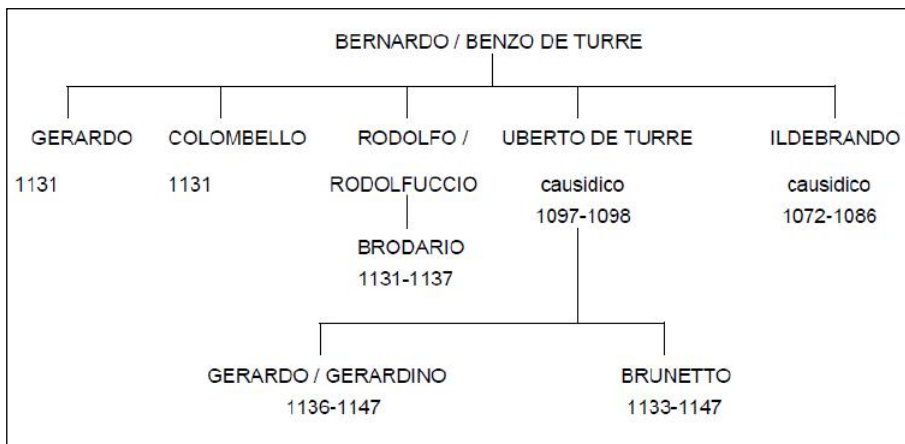 BERNARDO / BENZO DE TURRE
GERARDO COLOMBELLO RODOLFO / UBERTO DE TURRE ILDEBRANDO
1131 1131 RODOLFUCCIO causidico causidico
1097-1098 1072-1086
BRODARIO
1131-1137
GERARDO / GERARDINO BRUNETTO
1136-1147 1133-1147